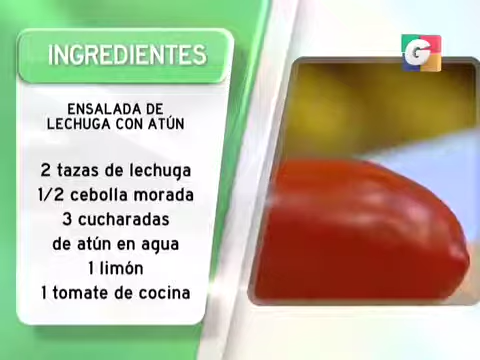 INGREDIENTES
G
ENSALADA DE
LECHUGA CON ATÚN
2 tazas de lechuga
1/2 cebolla morada
3 cucharadas
de atún en agua
1 limón
1 tomate de cocina